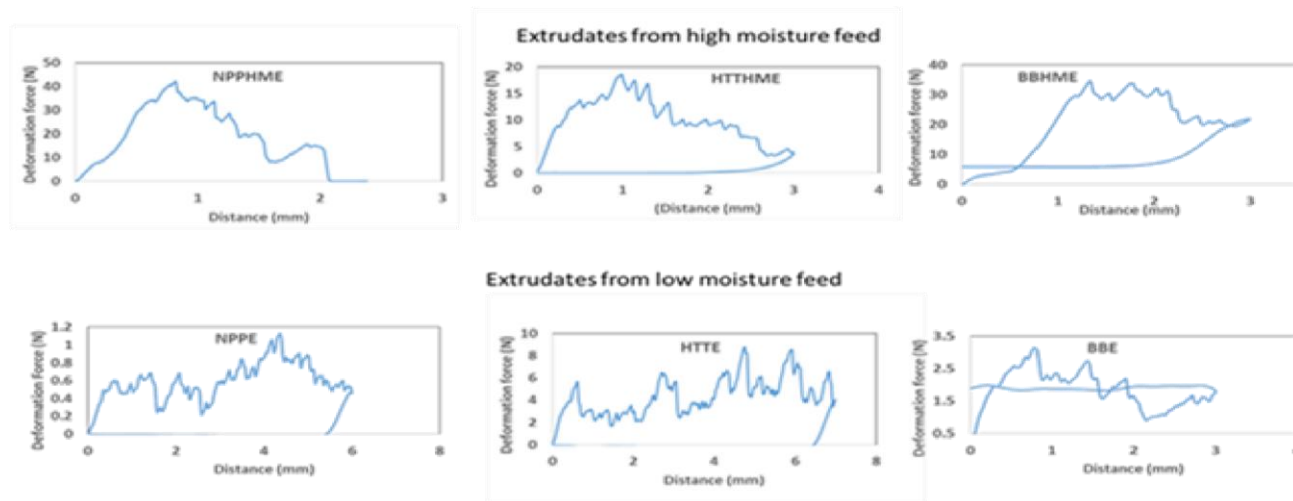 Extrudates from high moisture feed
NPPHME
Deformation force (N)
50
40
30
20
10
0
0 1 2 3
Distance (mm)
HTTHME
Deformation force (N)
20
15
10
5
0
0 1 2 3 4
(Distance (mm)
BBHME
Deformation force (N)
40
30
20
10
0
0 1 2 3
Distance (mm)
Extrudates from low moisture feed
NPPE
Deformation Force (N)
1.2
1
0.8
0.6
0.4
0.2
0
0 2 4 6 8
Distance (mm)
HTTE
Deformation force (N)
10
8
6
4
2
0
0 2 4 6 8
Distance (mm)
BBE
Deformation force (N)
3.5
2.5
1.5
0.5
0 1 2 3
Distance (mm)